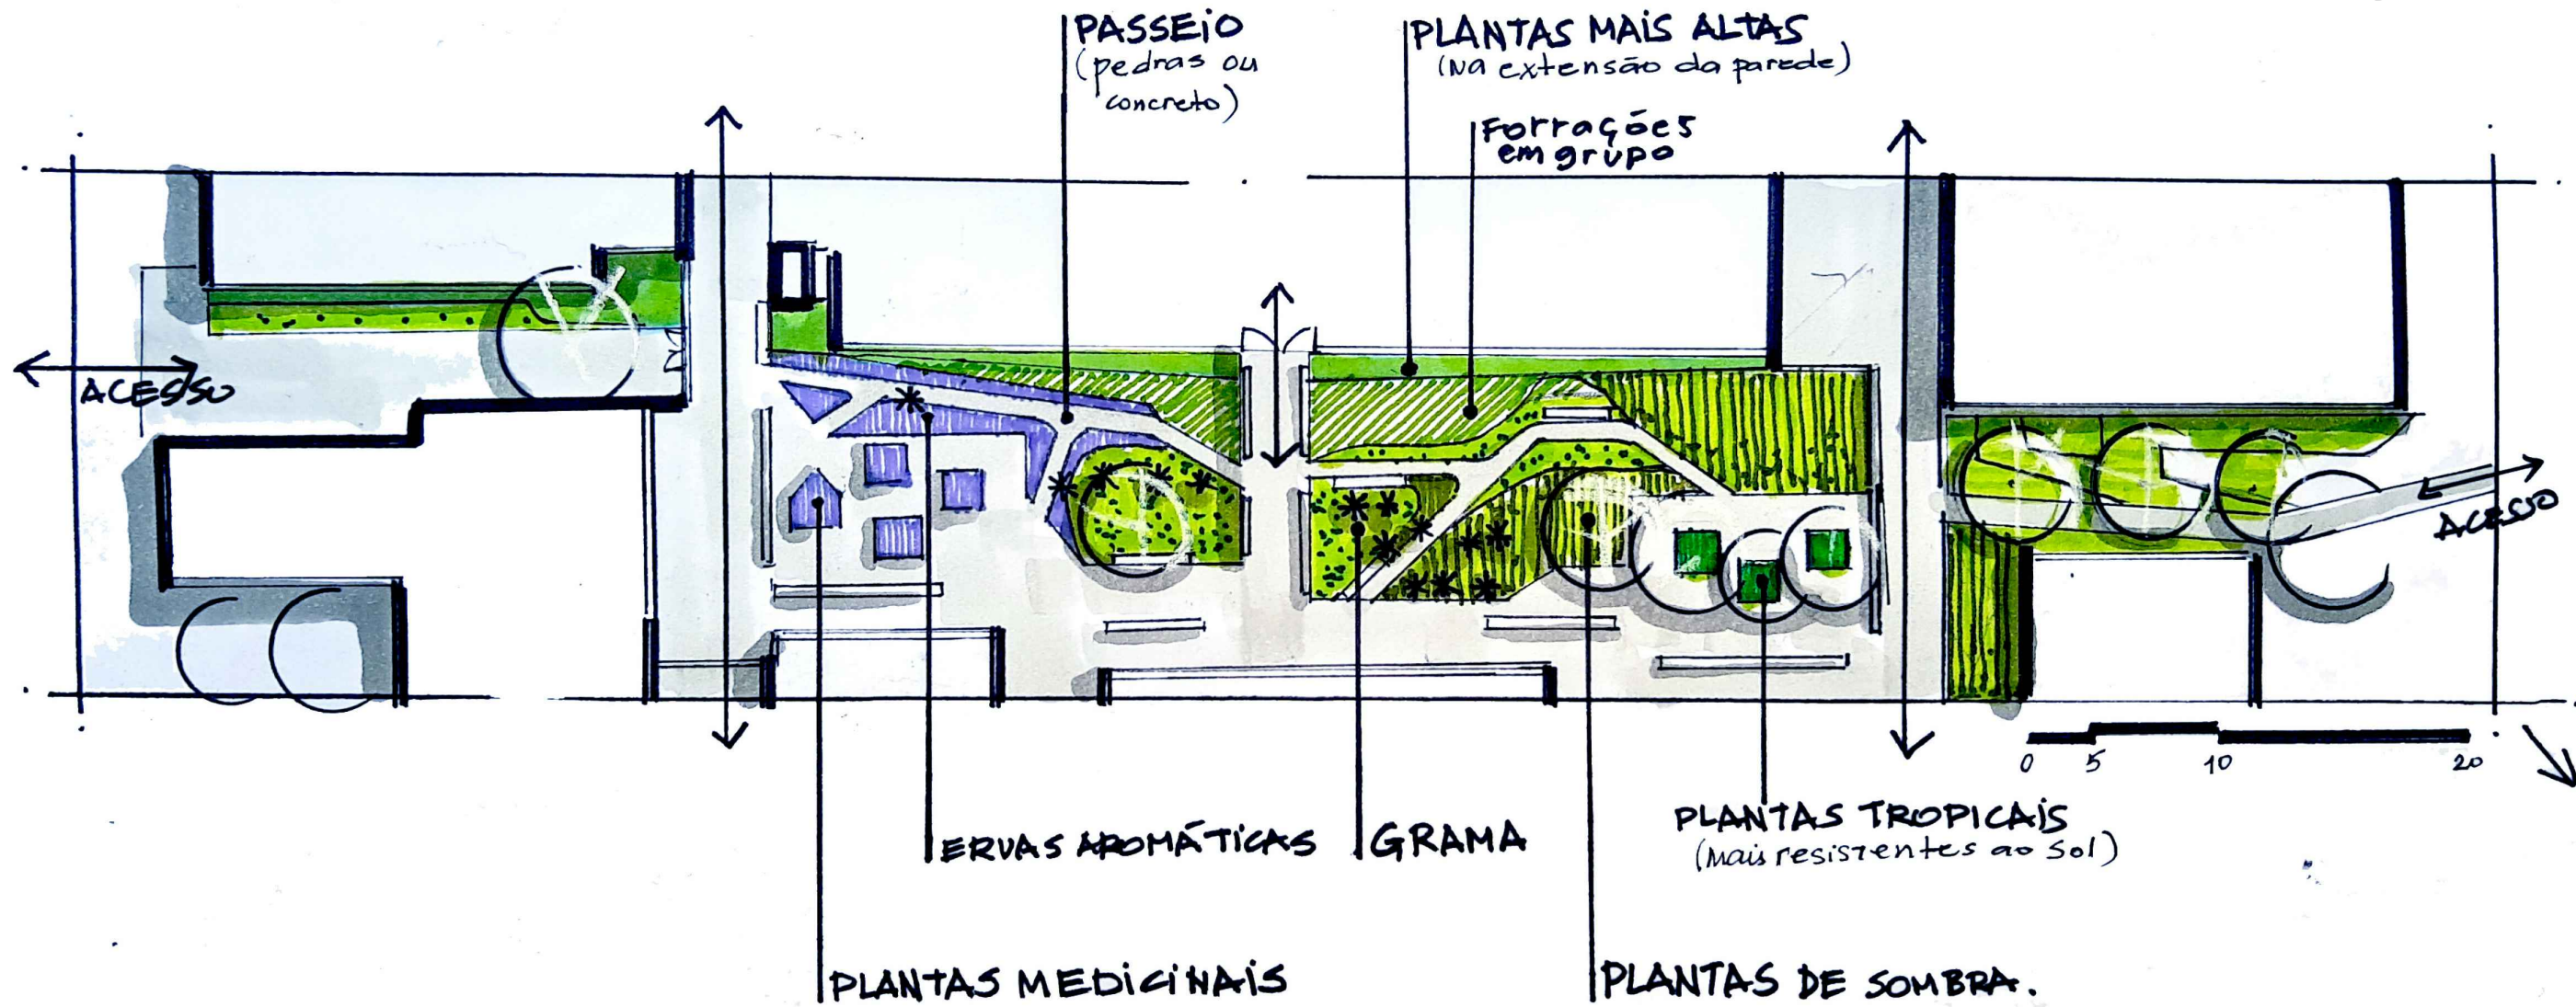 PASSEIO
(pedras ou
concreto)
PLANTAS MAIS ALTAS
(na extensão da parede)
Forrações
em grupo
ACESSO
ACESSO
0 5 10 20
ERVAS AROMÁTICAS
GRAMA
PLANTAS TROPICAIS
(mais resistentes ao sol)
PLANTAS MEDICINAIS
PLANTAS DE SOMBRA.